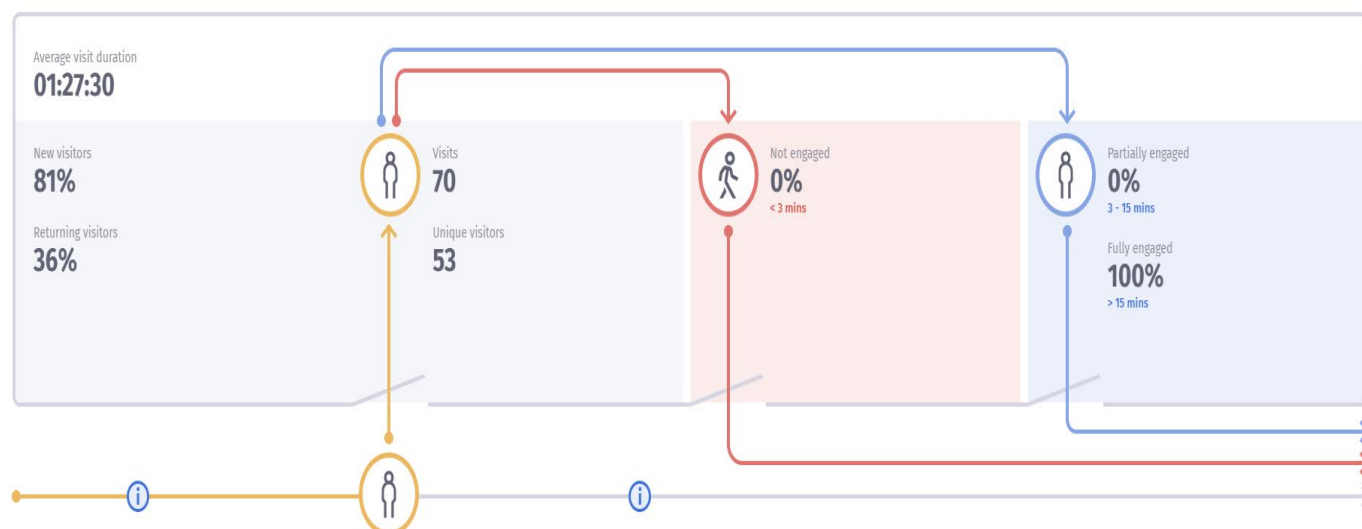 Average visit duration
01:27:30
New visitors
81%
Returning visitors
36%
Visits
70
Unique visitors
53
Not engaged
0%
< 3 mins
Partially engaged
0%
3 - 15 mins
Fully engaged
100%
> 15 mins
i
i